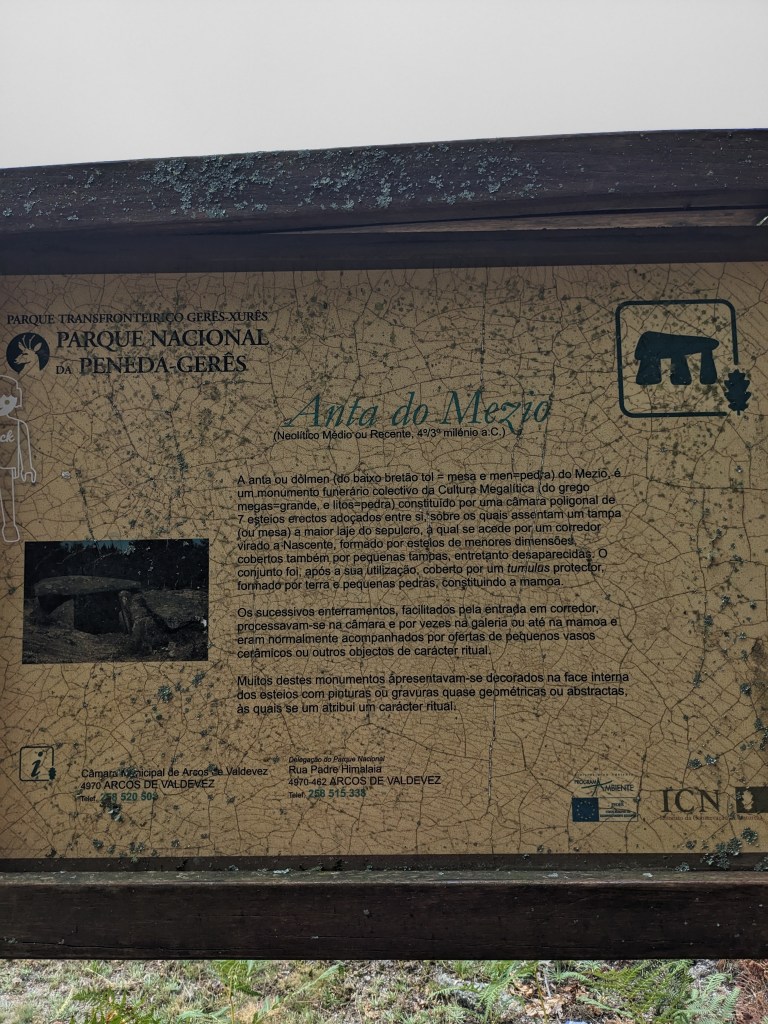 PARQUE TRANSFRONTEIRIÇO GERÊS-XURÊS
PARQUE NACIONAL
DA PENEDA-GERÊS
Anta do Mezio
(Neolítico Médio ou Recente, 4º/3º milénio a.C.)
A anta ou dólmen (do baixo bretão tol = mesa e men=pedra) do Mezio, é
um monumento funerário colectivo da Cultura Megalítica (do grego
megas=grande, e litos=pedra) constituído por uma câmara poligonal de
7 esteios erectos adoçados entre si, sobre os quais assentam um tampa
(ou mesa) a maior laje do sepulcro, à qual se acede por um corredor
virado a Nascente, formado por esteios de menores dimensões,
cobertos também por pequenas tampas, entretanto desaparecidas. O
conjunto foi, após a sua utilização, coberto por um tumulus protector,
formado por terra e pequenas pedras, constituindo a mamoa.
Os sucessivos enterramentos, facilitados pela entrada em corredor,
processavam-se na câmara e por vezes na galeria ou até na mamoa e
eram normalmente acompanhados por ofertas de pequenos vasos
cerâmicos ou outros objectos de carácter ritual.
Muitos destes monumentos apresentavam-se decorados na face interna
dos esteios com pinturas ou gravuras quase geométricas ou abstractas,
às quais se um atribui um carácter ritual.
i
Câmara Municipal de Arcos de Valdevez
4970 ARCOS DE VALDEVEZ
Telef. 520
Delegação do Parque Nacional
Rua Padre Himalaia
4970-462 ARCOS DE VALDEVEZ
Telef. 258 515 338
PROGRAMA
AMBIENTE
ICN